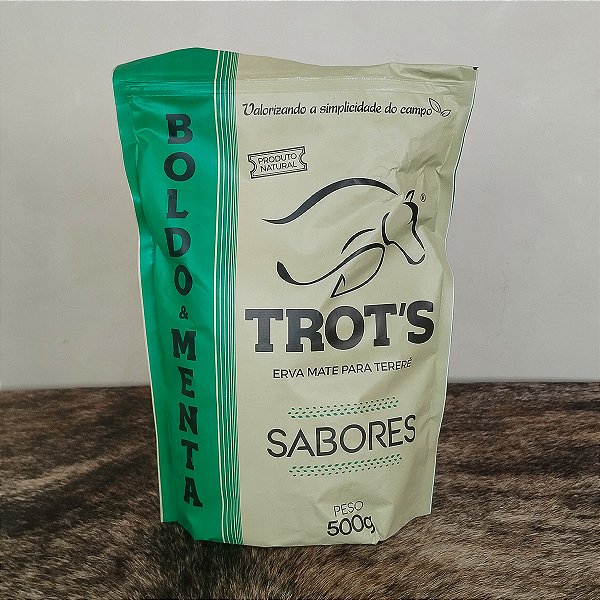 Valorizando a simplicidade do campo
PRODUTO
NATURAL
®
TROT'S
ERVA MATE PARA TERERÉ
SABORES
PESO
500g
BOLDO & MENTA